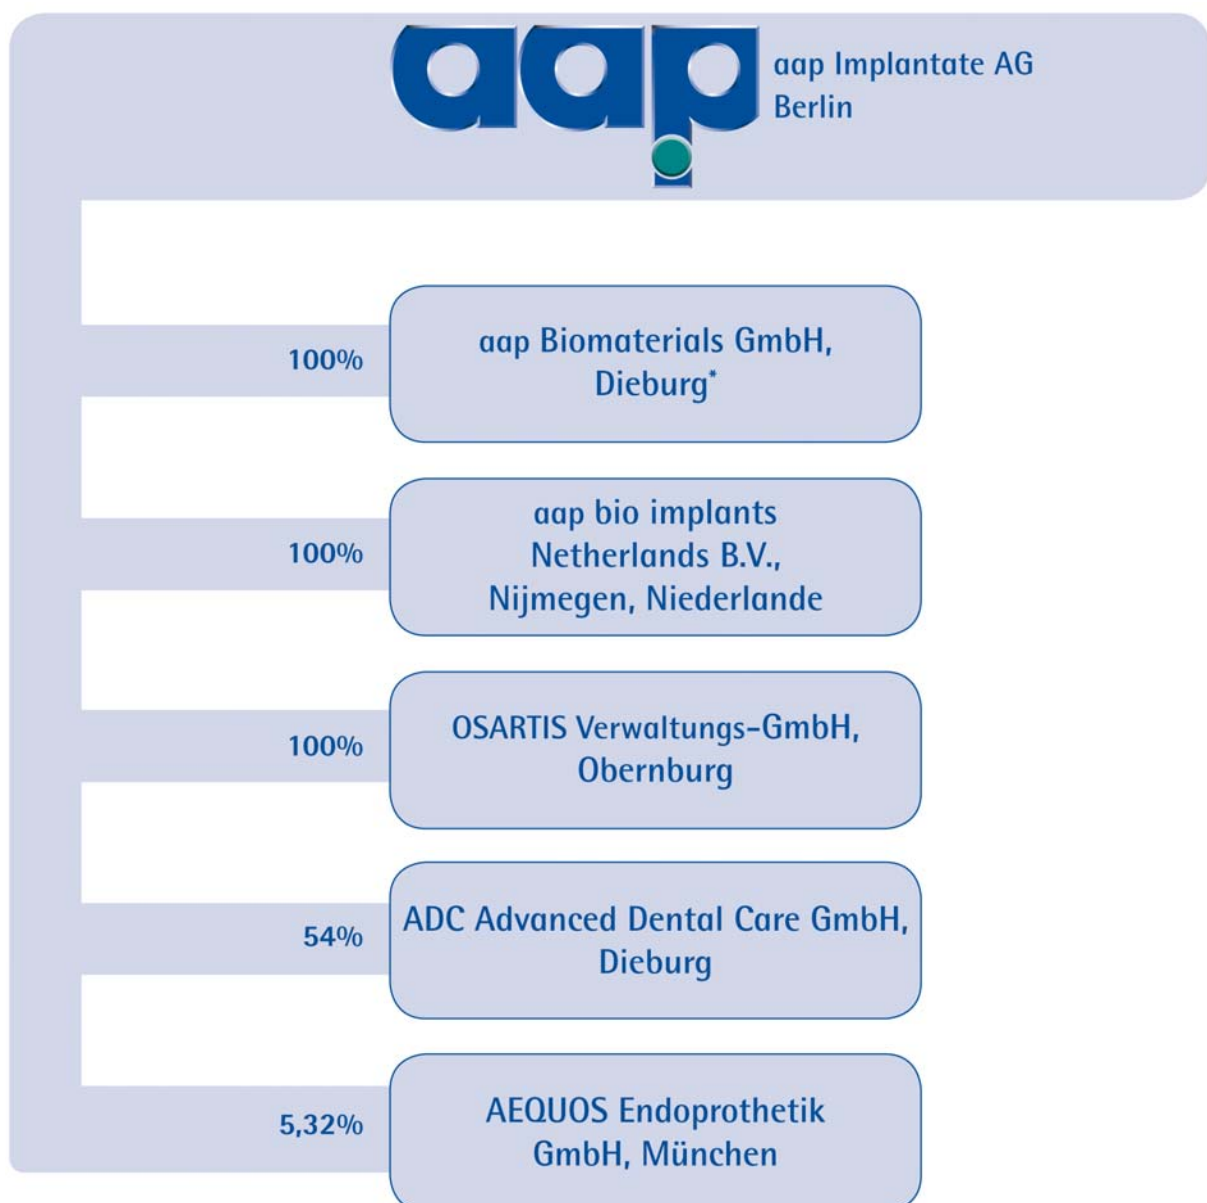 aap
aap Implantate AG
Berlin
100%
aap Biomaterials GmbH,
Dieburg*
100%
aap bio implants
Netherlands B.V.,
Nijmegen, Niederlande
100%
OSARTIS Verwaltungs-GmbH,
Obernburg
54%
ADC Advanced Dental Care GmbH,
Dieburg
5,32%
AEQUOS Endoprothetik
GmbH, München